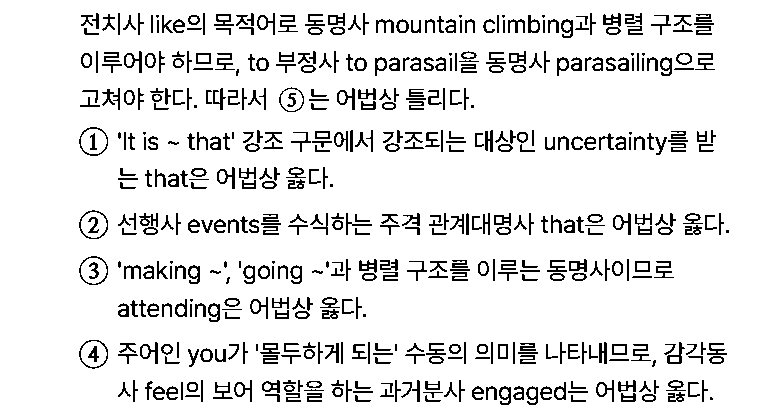 전치사 like의 목적어로 동명사 mountain climbing과 병렬 구조를
이루어야 하므로, to 부정사 to parasail을 동명사 parasailing으로
고쳐야 한다. 따라서 ⑤는 어법상 틀리다.
① 'It is ~ that' 강조 구문에서 강조되는 대상인 uncertainty를 받
는 that은 어법상 옳다.
② 선행사 events를 수식하는 주격 관계대명사 that은 어법상 옳다.
③ 'making ~', 'going ~'과 병렬 구조를 이루는 동명사이므로
attending은 어법상 옳다.
④ 주어인 you가 '몰두하게 되는' 수동의 의미를 나타내므로, 감각동
사 feel의 보어 역할을 하는 과거분사 engaged는 어법상 옳다.